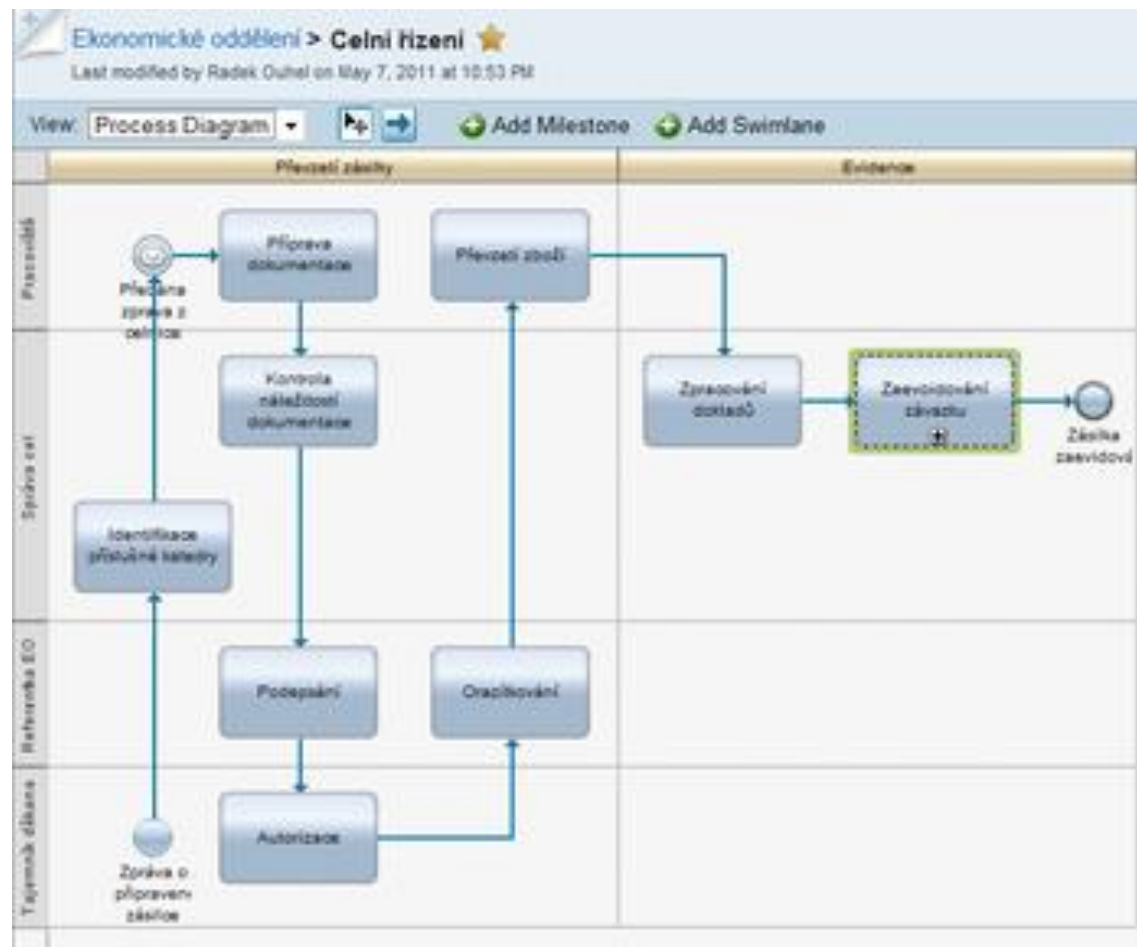 Ekonomické oddělení > Celní řízení
Last modified by Radek Ouhel on May 7, 2011 at 10:53 PM
View: Process Diagram
Add Milestone
Add Swimlane
Převzetí zásilky
Evidence
Pracoviště
Předána
zpráva z
celnice
Příprava
dokumentace
Převzetí zboží
Správa cel
Kontrola
náležitostí
dokumentace
Zpracování
dokladů
Zaevidování
závazku
Zásilka
zaevidová
Identifikace
příslušné katedry
Referentka EO
Podepsání
Orazítkování
Tajemník děkana
Autorizace
Zpráva o
připraven
zásilce